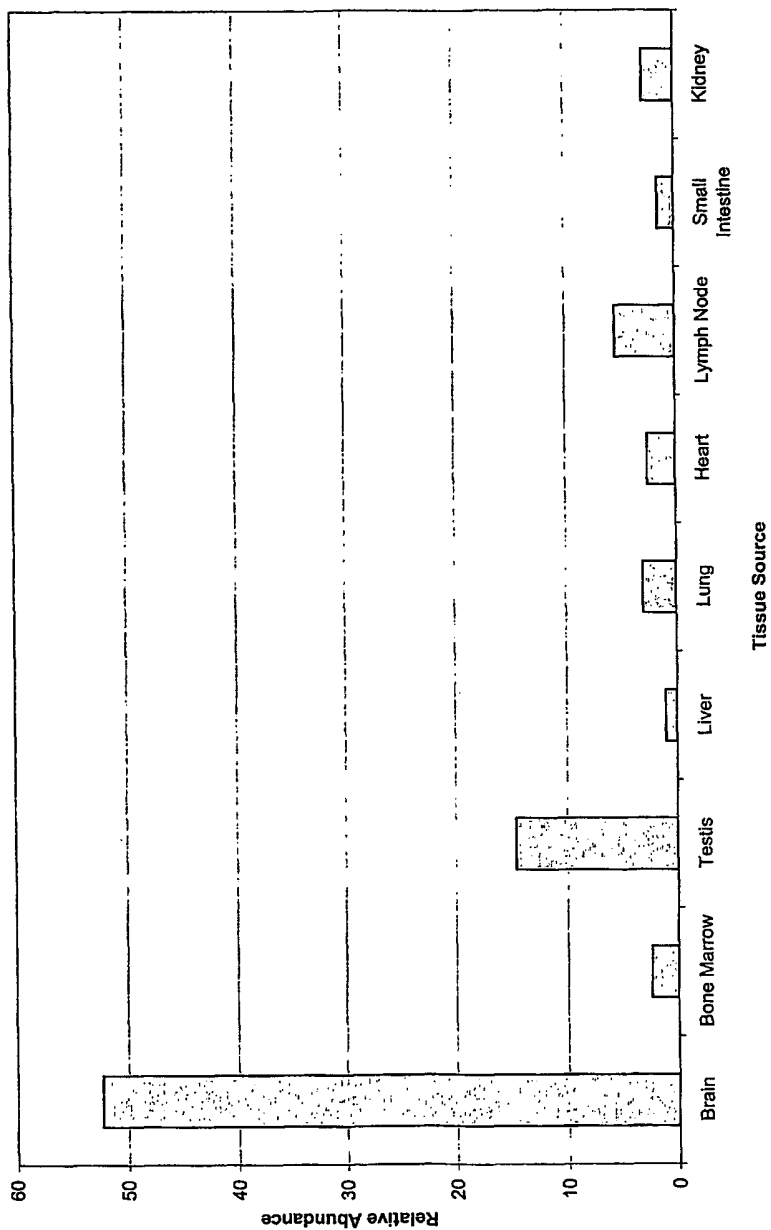 60
50
40
30
20
10
0
Relative Abundance
Brain
Bone Marrow
Testis
Liver
Lung
Heart
Lymph Node
Small
Intestine
Kidney
Tissue Source